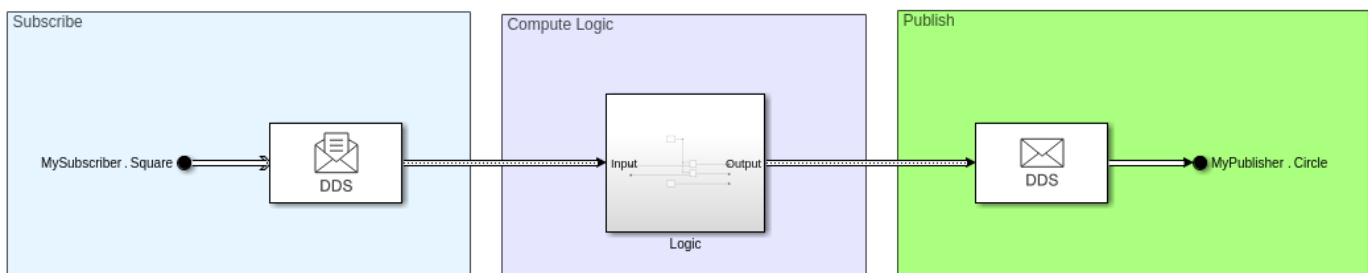 Subscribe
Compute Logic
Publish
MySubscriber . Square
DDS
Input
Output
Logic
DDS
MyPublisher . Circle